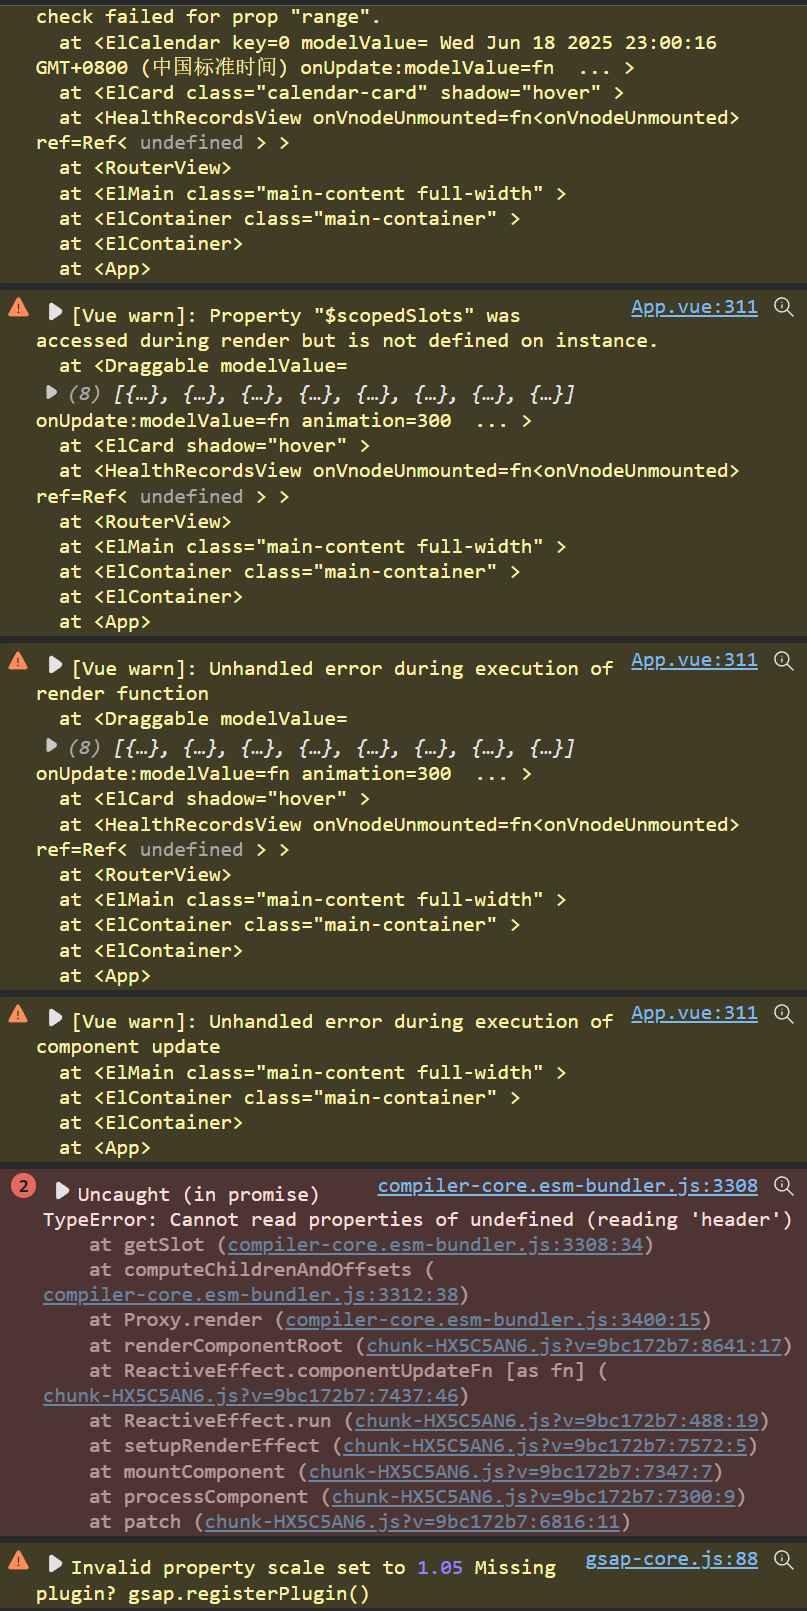 check failed for prop "range".
at <ElCalendar key=0 modelValue= Wed Jun 18 2025 23:00:16
GMT+0800 (中国标准时间) onUpdate:modelValue=fn ... >
at <ElCard class="calendar-card" shadow="hover" >
at <HealthRecordsView onVnodeUnmounted=fn<onVnodeUnmounted>
ref=Ref< undefined > >
at <RouterView>
at <ElMain class="main-content full-width" >
at <ElContainer class="main-container" >
at <ElContainer>
at <App>
[Vue warn]: Property "$scopedSlots" was App.vue:311
accessed during render but is not defined on instance.
at <Draggable modelValue=
(8) [{…}, {…}, {…}, {…}, {…}, {…}, {…}, {…}]
onUpdate:modelValue=fn animation=300 ... >
at <ElCard shadow="hover" >
at <HealthRecordsView onVnodeUnmounted=fn<onVnodeUnmounted>
ref=Ref< undefined > >
at <RouterView>
at <ElMain class="main-content full-width" >
at <ElContainer class="main-container" >
at <ElContainer>
at <App>
[Vue warn]: Unhandled error during execution of App.vue:311
render function
at <Draggable modelValue=
(8) [{…}, {…}, {…}, {…}, {…}, {…}, {…}, {…}]
onUpdate:modelValue=fn animation=300 ... >
at <ElCard shadow="hover" >
at <HealthRecordsView onVnodeUnmounted=fn<onVnodeUnmounted>
ref=Ref< undefined > >
at <RouterView>
at <ElMain class="main-content full-width" >
at <ElContainer class="main-container" >
at <ElContainer>
at <App>
[Vue warn]: Unhandled error during execution of App.vue:311
component update
at <ElMain class="main-content full-width" >
at <ElContainer class="main-container" >
at <ElContainer>
at <App>
2 Uncaught (in promise) compiler-core.esm-bundler.js:3308
TypeError: Cannot read properties of undefined (reading 'header')
at getSlot (compiler-core.esm-bundler.js:3308:34)
at computeChildrenAndOffsets (
compiler-core.esm-bundler.js:3312:38)
at Proxy.render (compiler-core.esm-bundler.js:3400:15)
at renderComponentRoot (chunk-HX5C5AN6.js?v=9bc172b7:8641:17)
at ReactiveEffect.componentUpdateFn [as fn] (
chunk-HX5C5AN6.js?v=9bc172b7:7437:46)
at ReactiveEffect.run (chunk-HX5C5AN6.js?v=9bc172b7:488:19)
at setupRenderEffect (chunk-HX5C5AN6.js?v=9bc172b7:7572:5)
at mountComponent (chunk-HX5C5AN6.js?v=9bc172b7:7347:7)
at processComponent (chunk-HX5C5AN6.js?v=9bc172b7:7300:9)
at patch (chunk-HX5C5AN6.js?v=9bc172b7:6816:11)
Invalid property scale set to 1.05 Missing gsap-core.js:88
plugin? gsap.registerPlugin()